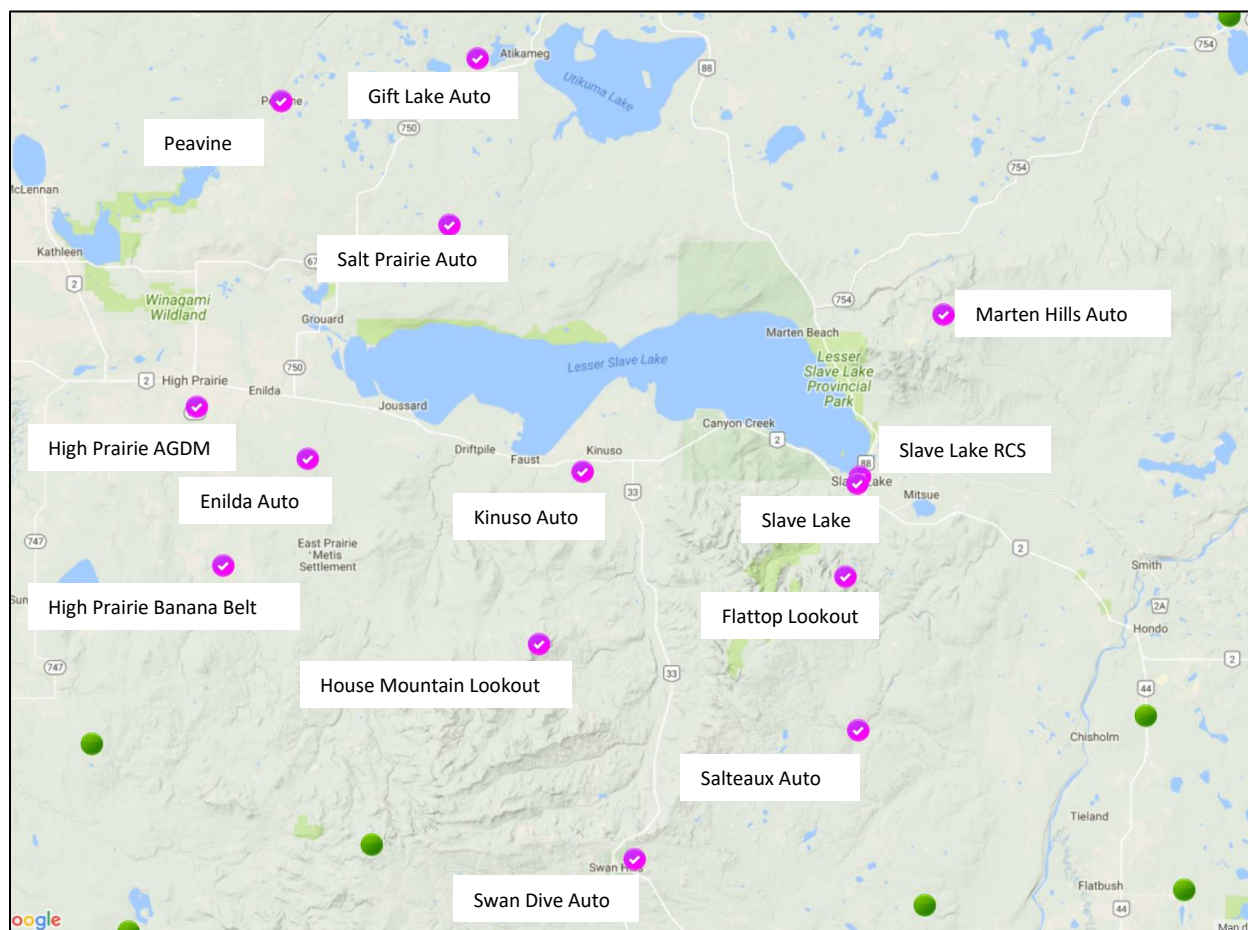 754
Atikameg
88
Gift Lake Auto
Utikuma Lake
750
Peavine
754
McLennan
Salt Prairie Auto
Kathleen
2
Winagami
Wildland
Grouard
754
Marten Hills Auto
Marten Beach
Lesser Slave Lake
Lesser
Slave Lake
Provincial
Park
750
2
High Prairie
Enilda
Joussard
High Prairie AGDM
Canyon Creek
2
Driftpile
Faust
Kinuso
Slave Lake RCS
88
Enilda Auto
33
Kinuso Auto
Slave Lake
Mitsue
747
East Prairie
Metis
Settlement
2
Smith
High Prairie Banana Belt
Flattop Lookout
2A
Hondo
747
House Mountain Lookout
33
2
44
Chisholm
Salteaux Auto
Tieland
Swan Hills
Swan Dive Auto
Flatbush
44
Map d